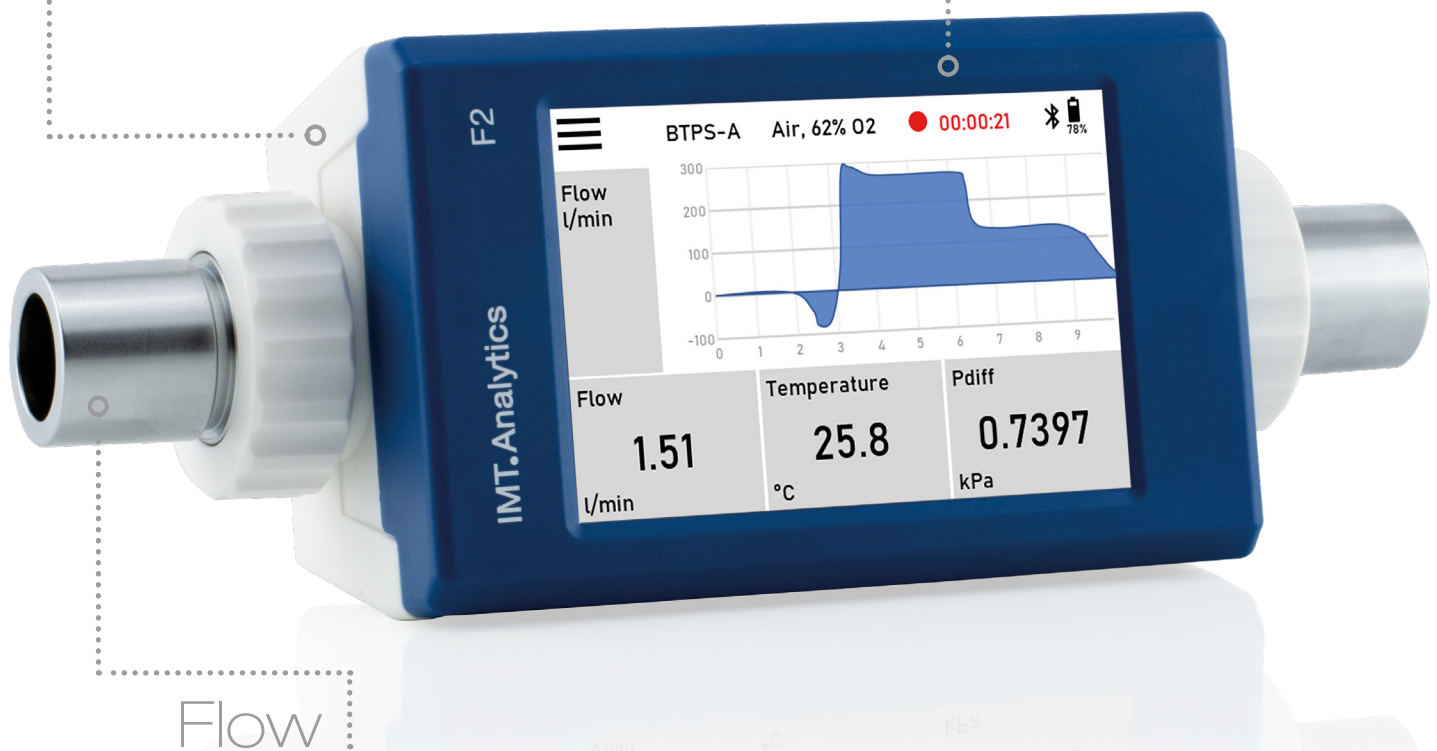 F2
IMT.Analytics
BTPS-A Air, 62% O2 00:00:21 78%
Flow
l/min
300
200
100
0
-100
0 1 2 3 4 5 6 7 8 9
Flow
1.51
l/min
Temperature
25.8
°C
Pdiff
0.7397
kPa
Flow